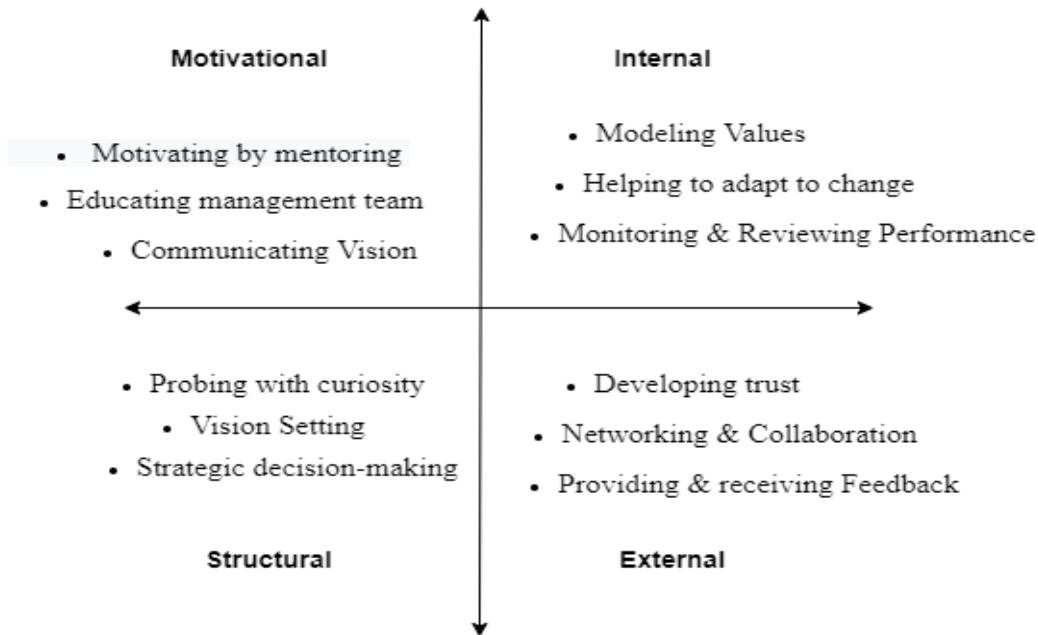 Motivational
• Motivating by mentoring
• Educating management team
• Communicating Vision
Internal
• Modeling Values
• Helping to adapt to change
• Monitoring & Reviewing Performance
• Probing with curiosity
• Vision Setting
• Strategic decision-making
Structural
• Developing trust
• Networking & Collaboration
• Providing & receiving Feedback
External